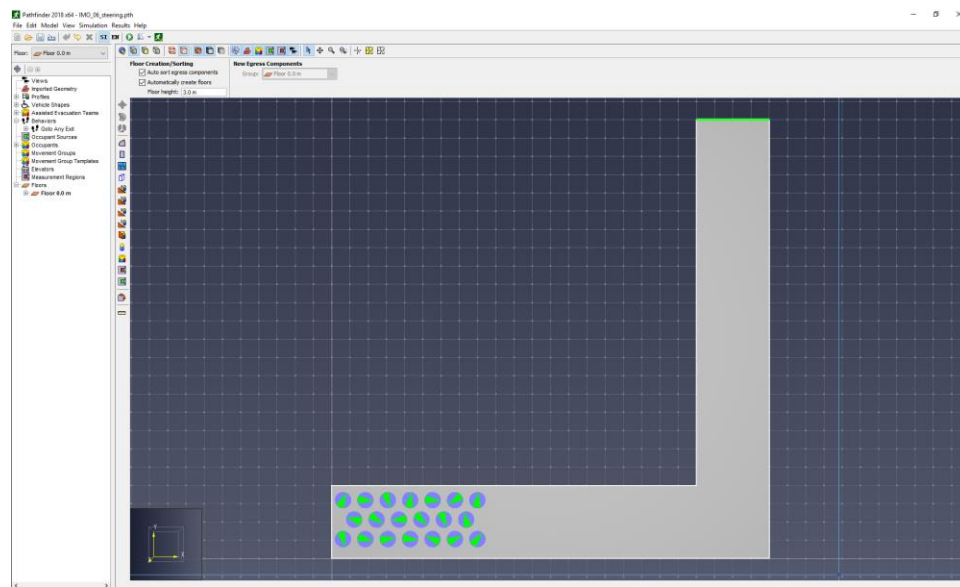 Pathfinder 2018 x64 - IMO_06_steering.pth
File Edit Model View Simulation Results Help
SI EN
Floor: Floor 0.0 m
Floor Creation/Sorting
Auto sort egress components
Automatically create floors
Floor height: 3.0 m
New Egress Components
Group: Floor 0.0 m
Views
Imported Geometry
Profiles
Vehicle Shapes
Assisted Evacuation Teams
Behaviors
Goto Any Exit
Occupant Sources
Occupants
Movement Groups
Movement Group Templates
Elevators
Measurement Regions
Floors
Floor 0.0 m
Y
X